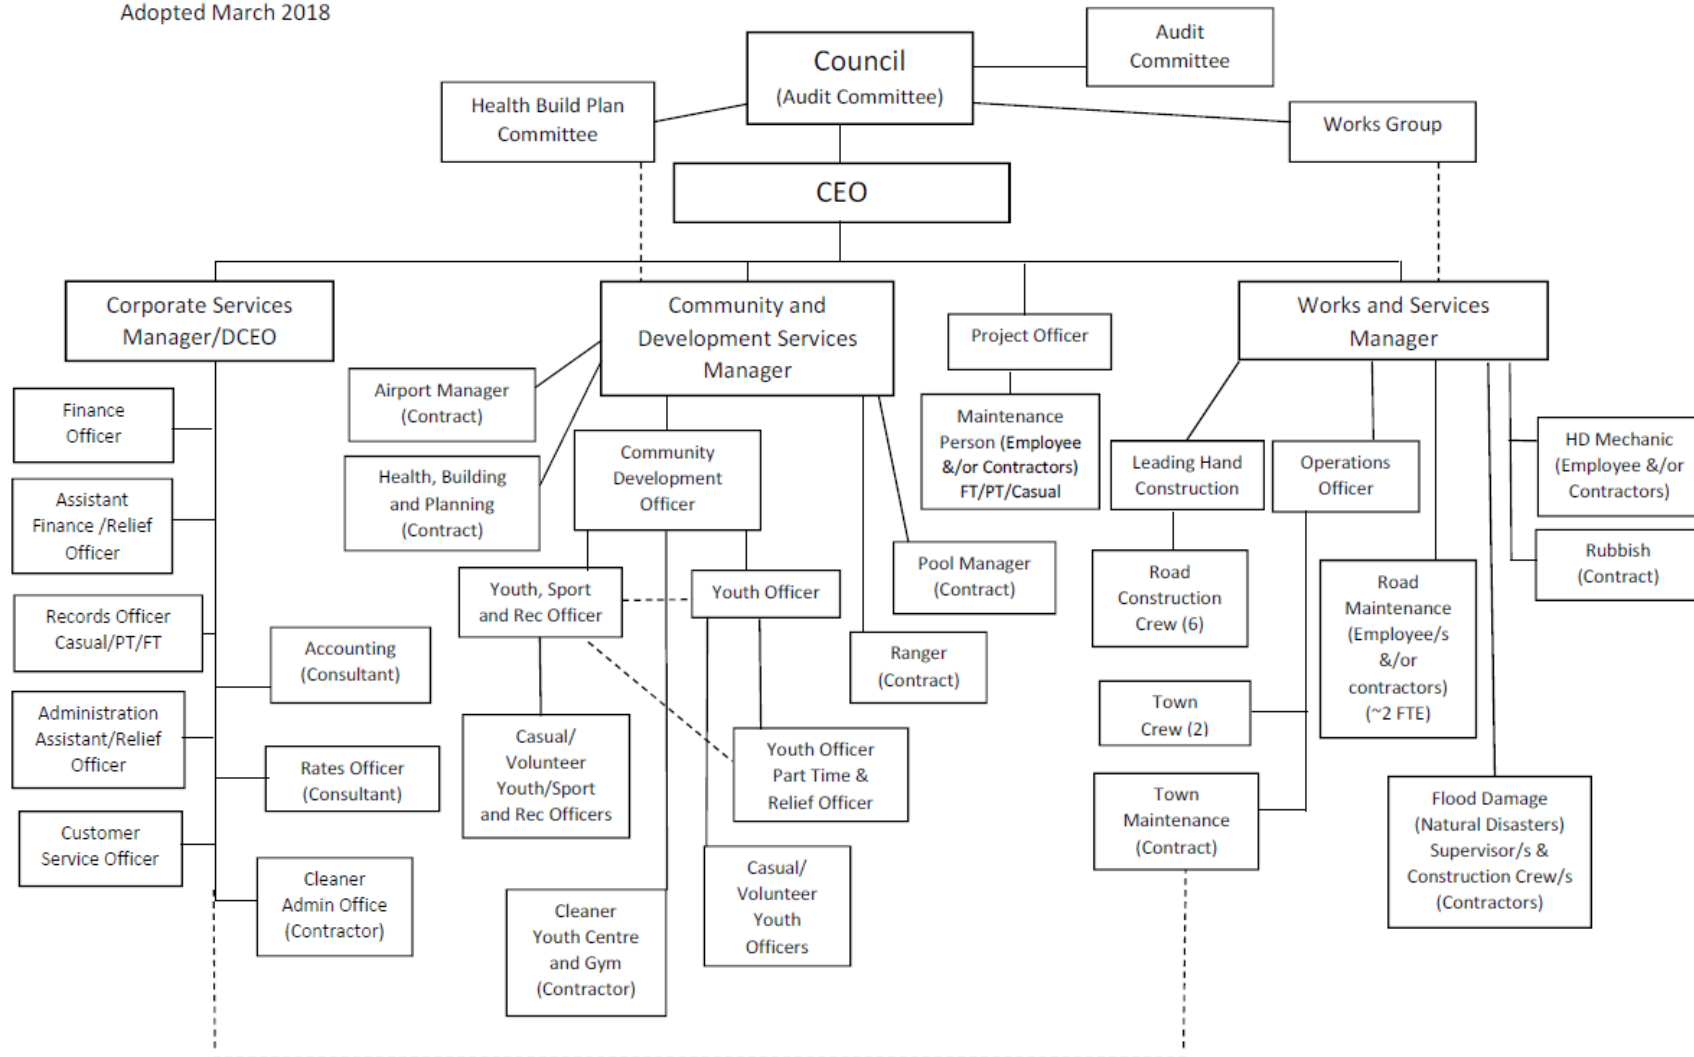 Adopted March 2018
Council
(Audit Committee)
Audit
Committee
Health Build Plan
Committee
Works Group
CEO
Corporate Services
Manager/DCEO
Community and
Development Services
Manager
Project Officer
Works and Services
Manager
Finance
Officer
Assistant
Finance /Relief
Officer
Records Officer
Casual/PT/FT
Administration
Assistant/Relief
Officer
Customer
Service Officer
Accounting
(Consultant)
Rates Officer
(Consultant)
Cleaner
Admin Office
(Contractor)
Airport Manager
(Contract)
Health, Building
and Planning
(Contract)
Community
Development
Officer
Youth, Sport
and Rec Officer
Youth Officer
Casual/
Volunteer
Youth/Sport
and Rec Officers
Youth Officer
Part Time &
Relief Officer
Cleaner
Youth Centre
and Gym
(Contractor)
Casual/
Volunteer
Youth
Officers
Pool Manager
(Contract)
Ranger
(Contract)
Maintenance
Person (Employee
&/or Contractors)
FT/PT/Casual
Leading Hand
Construction
Operations
Officer
Road
Construction
Crew (6)
Town
Crew (2)
Town
Maintenance
(Contract)
Road
Maintenance
(Employee/s
&/or
contractors)
(~2 FTE)
HD Mechanic
(Employee &/or
Contractors)
Rubbish
(Contract)
Flood Damage
(Natural Disasters)
Supervisor/s &
Construction Crew/s
(Contractors)